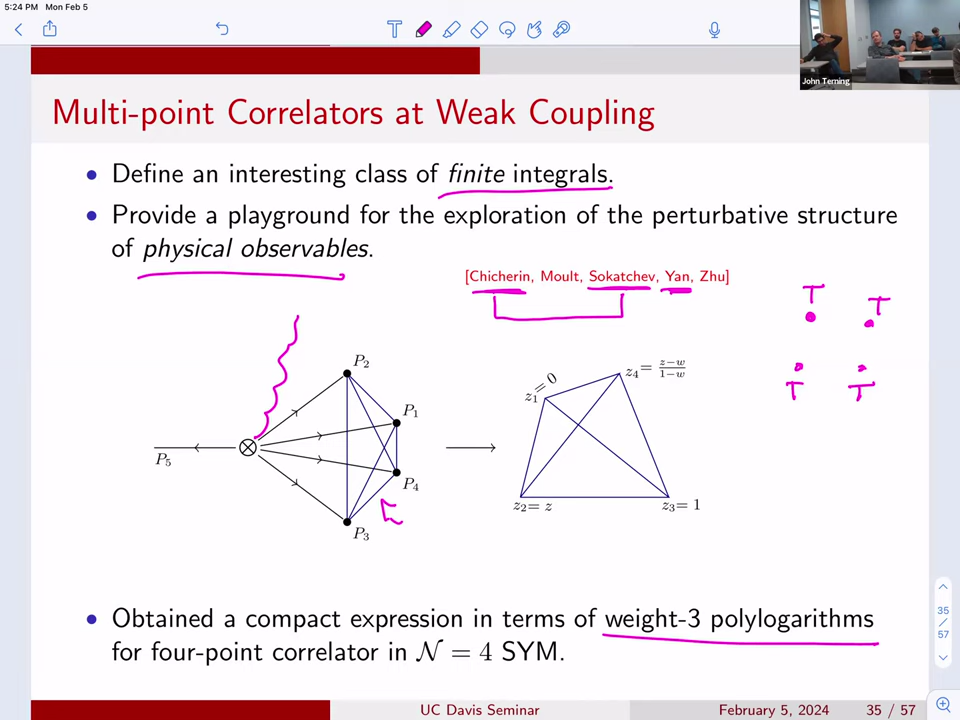 5:24 PM Mon Feb 5
John Terning
Multi-point Correlators at Weak Coupling
• Define an interesting class of finite integrals.
• Provide a playground for the exploration of the perturbative structure
of physical observables.
[Chicherin, Moult, Sokatchev, Yan, Zhu]
T
T
T
T
P₂
P₁
P₅
P₄
P₃
z₁ = 0
z₄ = (z−w)/(1−w)
z₂ = z
z₃ = 1
• Obtained a compact expression in terms of weight-3 polylogarithms
for four-point correlator in 𝒩 = 4 SYM.
35
/
57
UC Davis Seminar
February 5, 2024
35 / 57